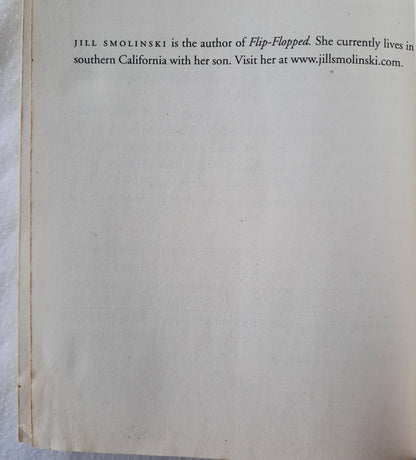 JILL SMOLINSKI is the author of Flip-Flopped. She currently lives in
southern California with her son. Visit her at www.jillsmolinski.com.